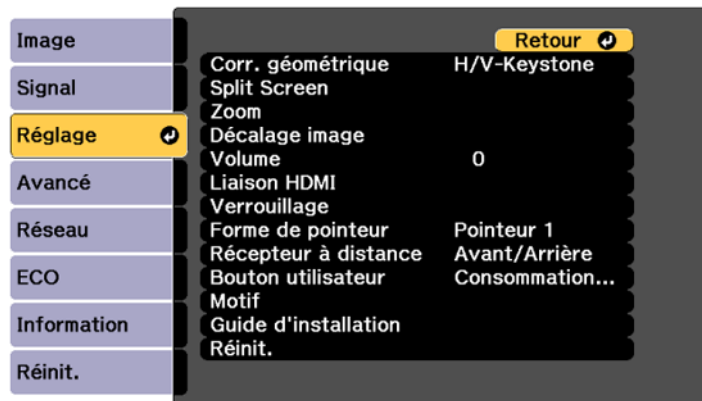 Image
Signal
Réglage
Avancé
Réseau
ECO
Information
Réinit.
Retour
Corr. géométrique H/V-Keystone
Split Screen
Zoom
Décalage image
Volume 0
Liaison HDMI
Verrouillage
Forme de pointeur Pointeur 1
Récepteur à distance Avant/Arrière
Bouton utilisateur Consommation...
Motif
Guide d'installation
Réinit.